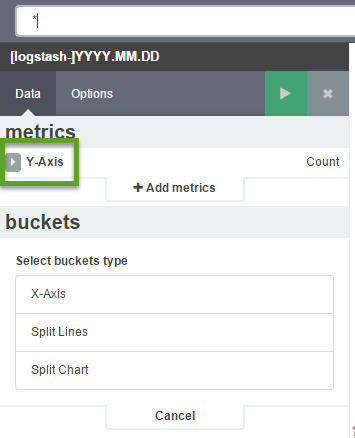 *
[logstash-]YYYY.MM.DD
Data Options
metrics
Y-Axis Count
+ Add metrics
buckets
Select buckets type
X-Axis
Split Lines
Split Chart
Cancel